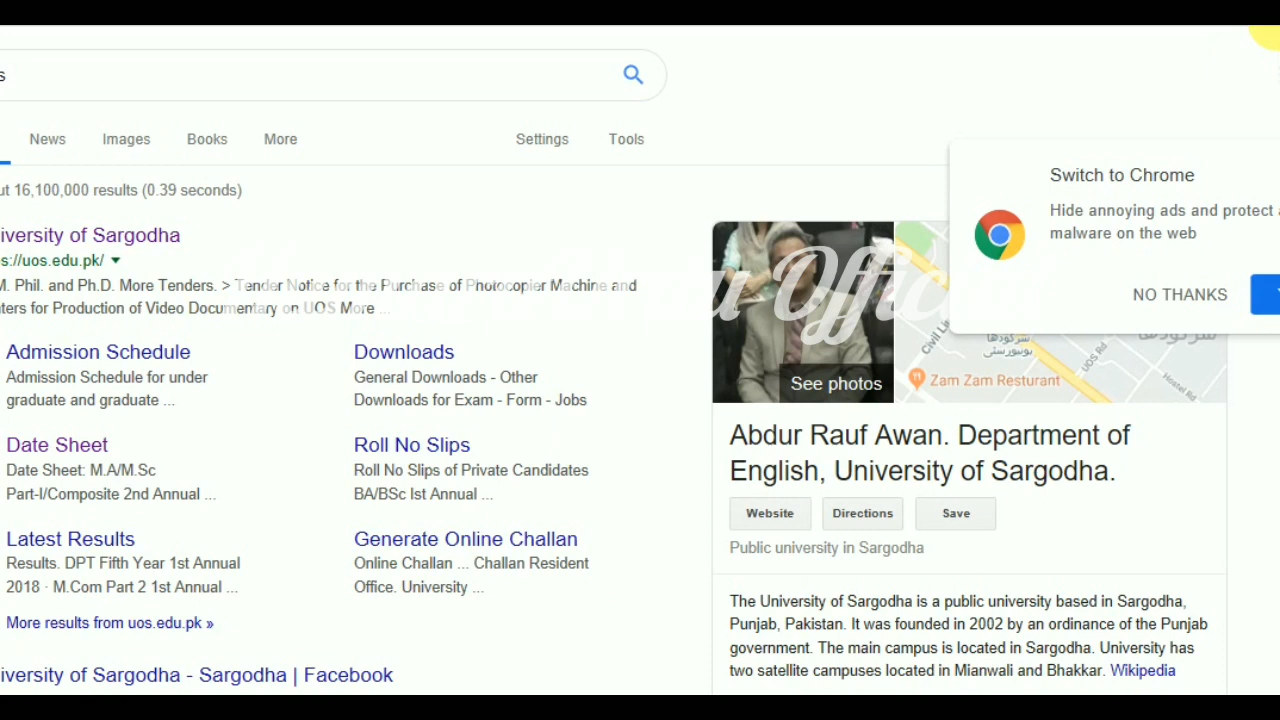 s
News Images Books More Settings Tools
ut 16,100,000 results (0.39 seconds)
iversity of Sargodha
s://uos.edu.pk/
M. Phil. and Ph.D. More Tenders. > Tender Notice for the Purchase of Photocopier Machine and
ters for Production of Video Documentary on UOS More ...
Admission Schedule
Admission Schedule for under
graduate and graduate ...
Downloads
General Downloads - Other
Downloads for Exam - Form - Jobs
Date Sheet
Date Sheet: M.A/M.Sc
Part-I/Composite 2nd Annual ...
Roll No Slips
Roll No Slips of Private Candidates
BA/BSc Ist Annual ...
Latest Results
Results. DPT Fifth Year 1st Annual
2018 · M.Com Part 2 1st Annual ...
Generate Online Challan
Online Challan ... Challan Resident
Office. University ...
More results from uos.edu.pk »
iversity of Sargodha - Sargodha | Facebook
Switch to Chrome
Hide annoying ads and protect a
malware on the web
NO THANKS
See photos
Civil Li
سرگودھا
یونیورسٹی
سرگودھا
UOS Rd
Hostel Rd
Zam Zam Resturant
Abdur Rauf Awan. Department of
English, University of Sargodha.
Website Directions Save
Public university in Sargodha
The University of Sargodha is a public university based in Sargodha,
Punjab, Pakistan. It was founded in 2002 by an ordinance of the Punjab
government. The main campus is located in Sargodha. University has
two satellite campuses located in Mianwali and Bhakkar. Wikipedia